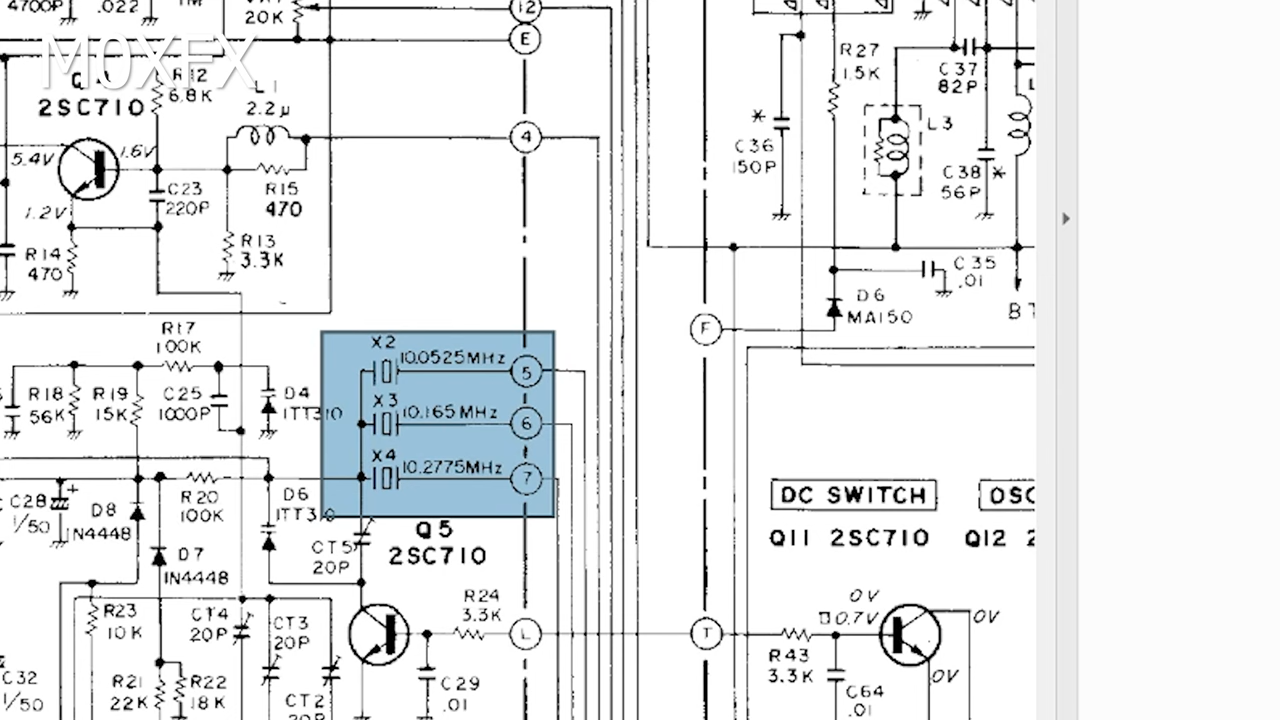 4700P
.022
1M
20K
12
E
M0XFX
R12
6.8K
2SC710
L1
2.2μ
5.4V
1.6V
4
C23
220P
R15
470
1.2V
R14
470
R13
3.3K
R27
1.5K
C37
82P
*
C36
150P
L3
C38
56P
*
C35
.01
D6
MA150
F
R17
100K
X2
10.0525MHz
5
R18
56K
R19
15K
C25
1000P
D4
ITT310
X3
10.165MHz
6
X4
10.2775MHz
7
C28
1/50
+
D8
1N4448
R20
100K
D6
ITT310
DC SWITCH
Q11 2SC710
Q12
Q5
2SC710
CT5
20P
D7
1N4448
R23
10K
CT4
20P
CT3
20P
R24
3.3K
L
T
0V
0.7V
0V
R43
3.3K
0V
C32
1/50
R21
22K
R22
18K
CT2
20P
C29
.01
C64
.01